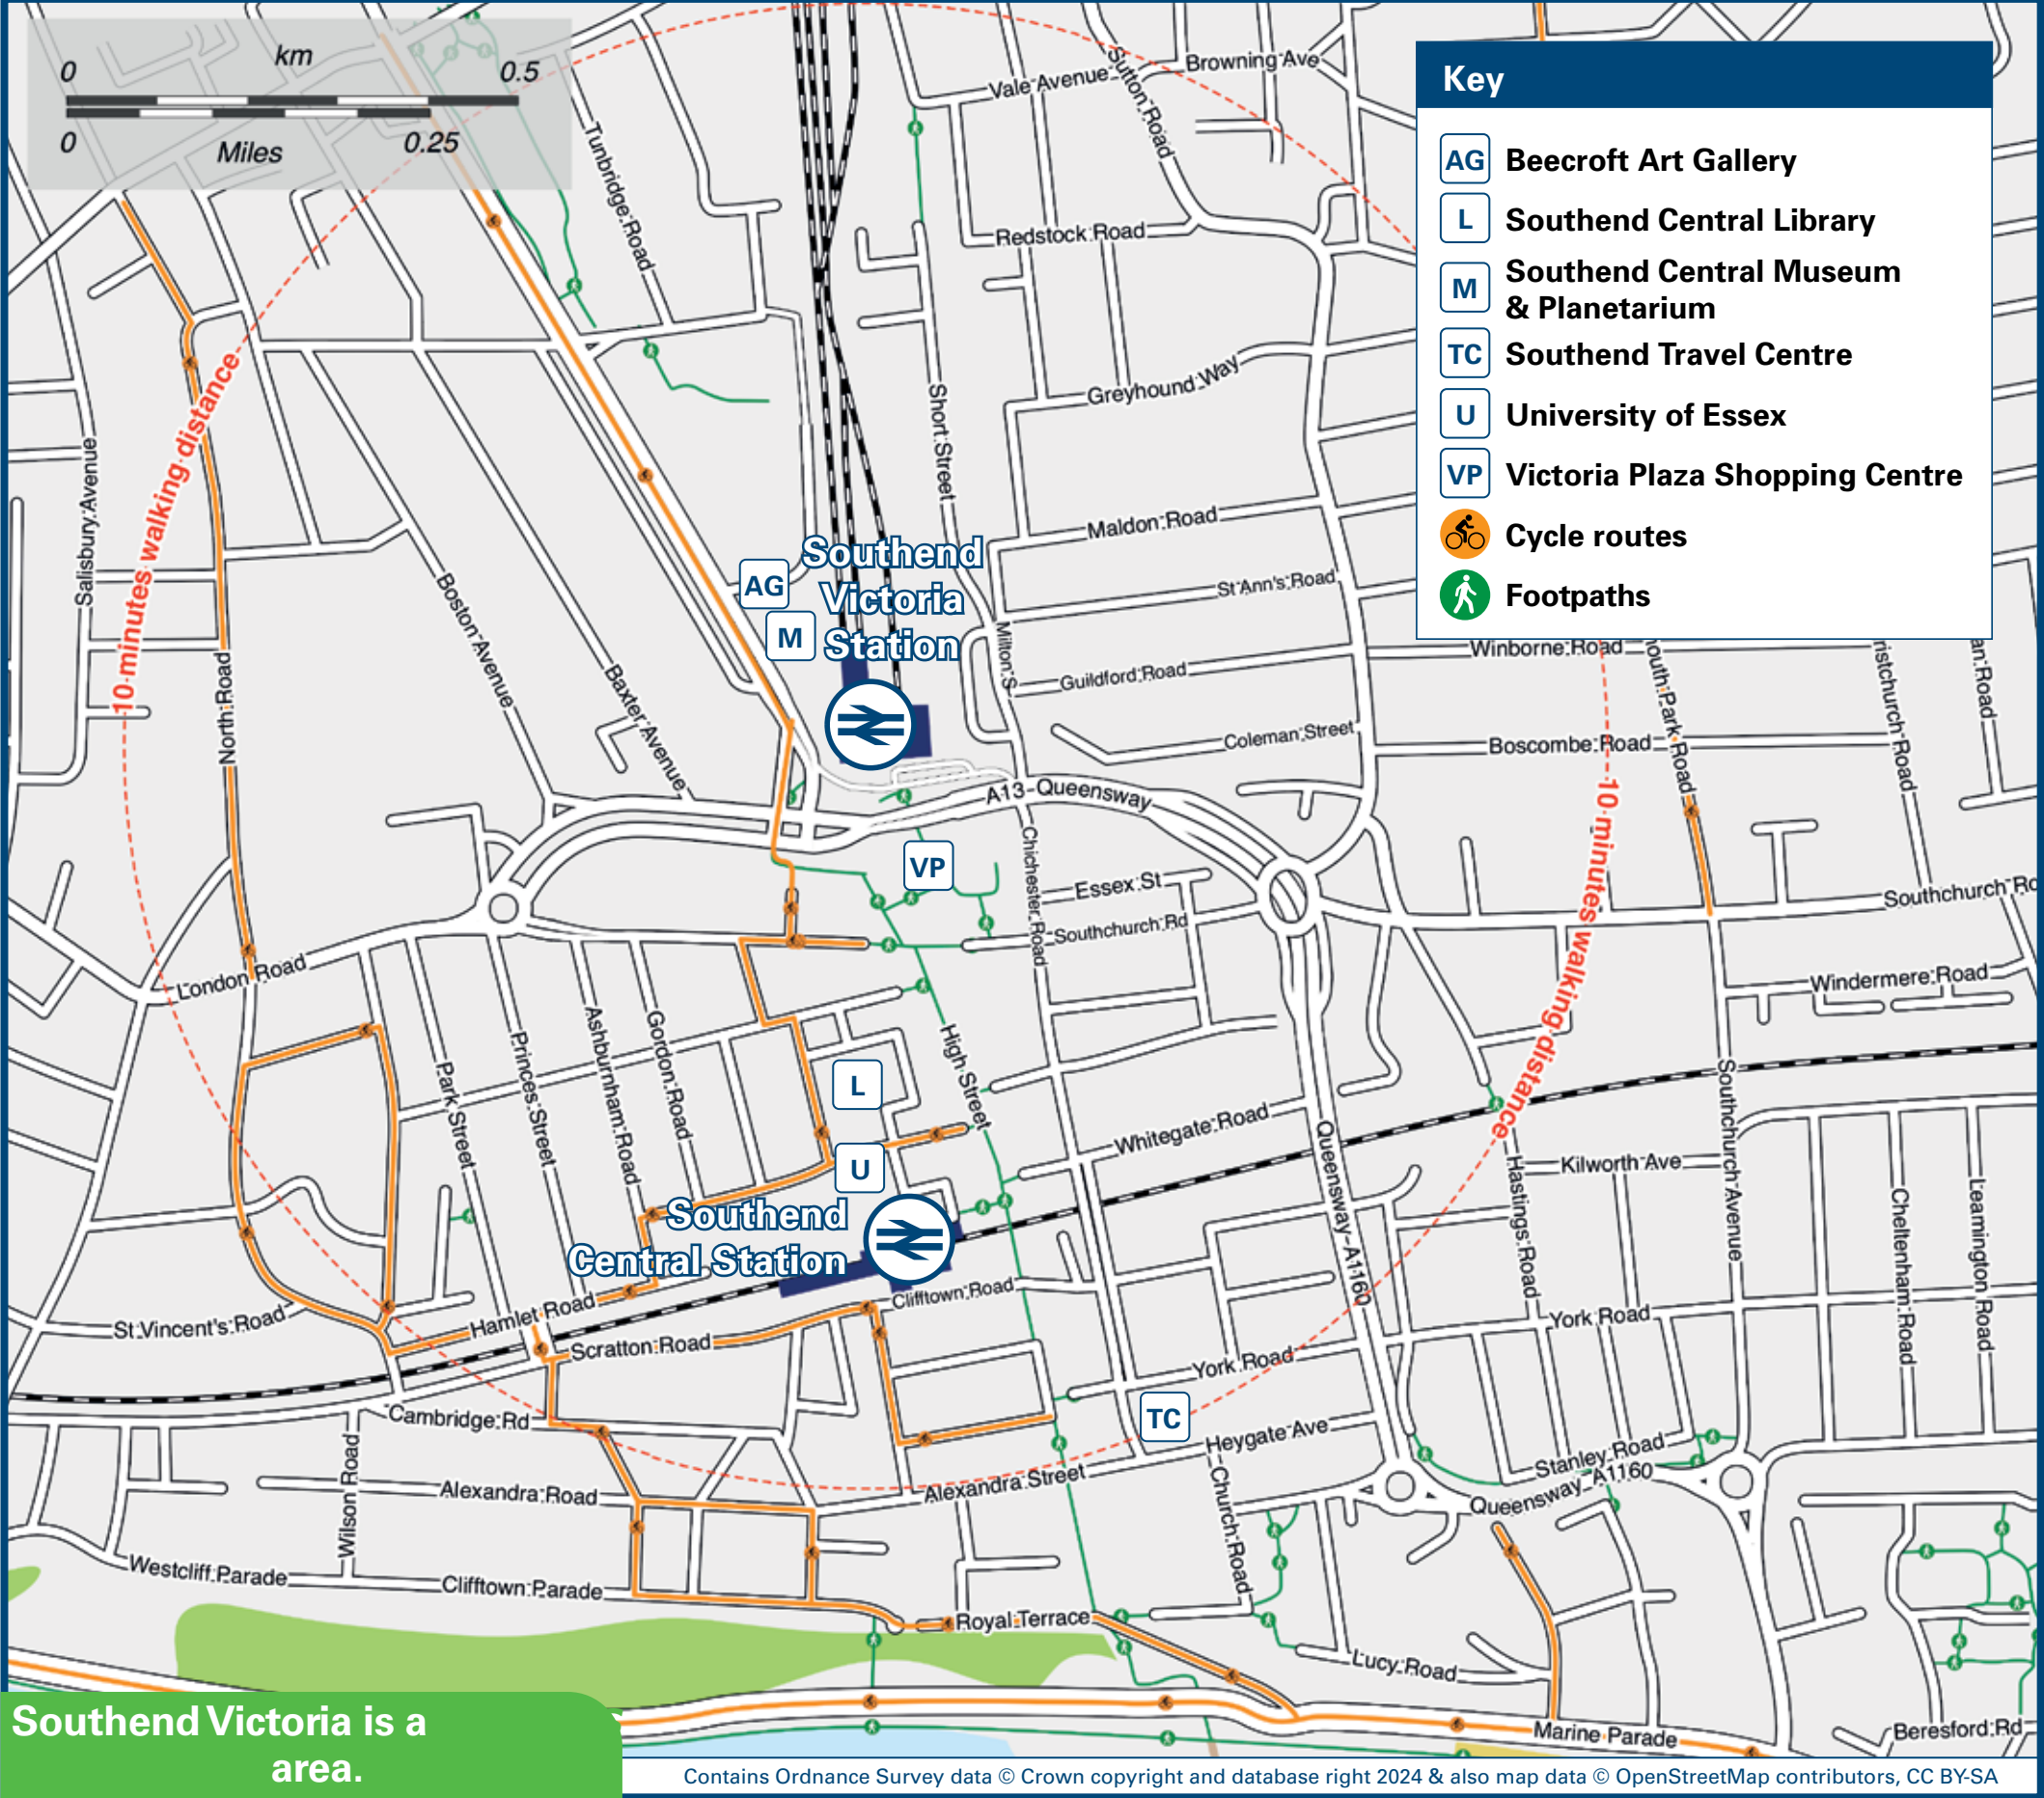 km
0
0.5
0
Miles
0.25
Key
AG Beecroft Art Gallery
L Southend Central Library
M Southend Central Museum
& Planetarium
TC Southend Travel Centre
U University of Essex
VP Victoria Plaza Shopping Centre
Cycle routes
Footpaths
Vale Avenue
Sutton Road
Browning Ave
Tunbridge Road
Redstock Road
Greyhound Way
Short Street
10 minutes walking distance
Salisbury Avenue
Maldon Road
St Ann's Road
AG
M
Southend
Victoria
Station
Boston Avenue
Baxter Avenue
North Road
Milton S
Guildford Road
Winborne Road
outh Park Road
ristchurch Road
an Road
Coleman Street
Boscombe Road
A13-Queensway
10 minutes walking distance
VP
Chichester Road
Essex St
Southchurch Rd
Southchurch Rd
London Road
Windermere Road
Park Street
Princes Street
Ashburnham Road
Gordon Road
High Street
L
U
Whitegate Road
Queensway-A1160
Southchurch Avenue
Kilworth Ave
Hastings Road
Cheltenham Road
Leamington Road
Southend
Central Station
Clifftown Road
St Vincent's Road
Hamlet Road
Scratton Road
York Road
York Road
TC
Cambridge Rd
Heygate Ave
Wilson Road
Alexandra Road
Alexandra Street
Church Road
Stanley Road
Queensway A1160
Westcliff Parade
Clifftown Parade
Royal Terrace
Lucy Road
Marine Parade
Beresford Rd
Southend Victoria is a
area.
Contains Ordnance Survey data © Crown copyright and database right 2024 & also map data © OpenStreetMap contributors, CC BY-SA